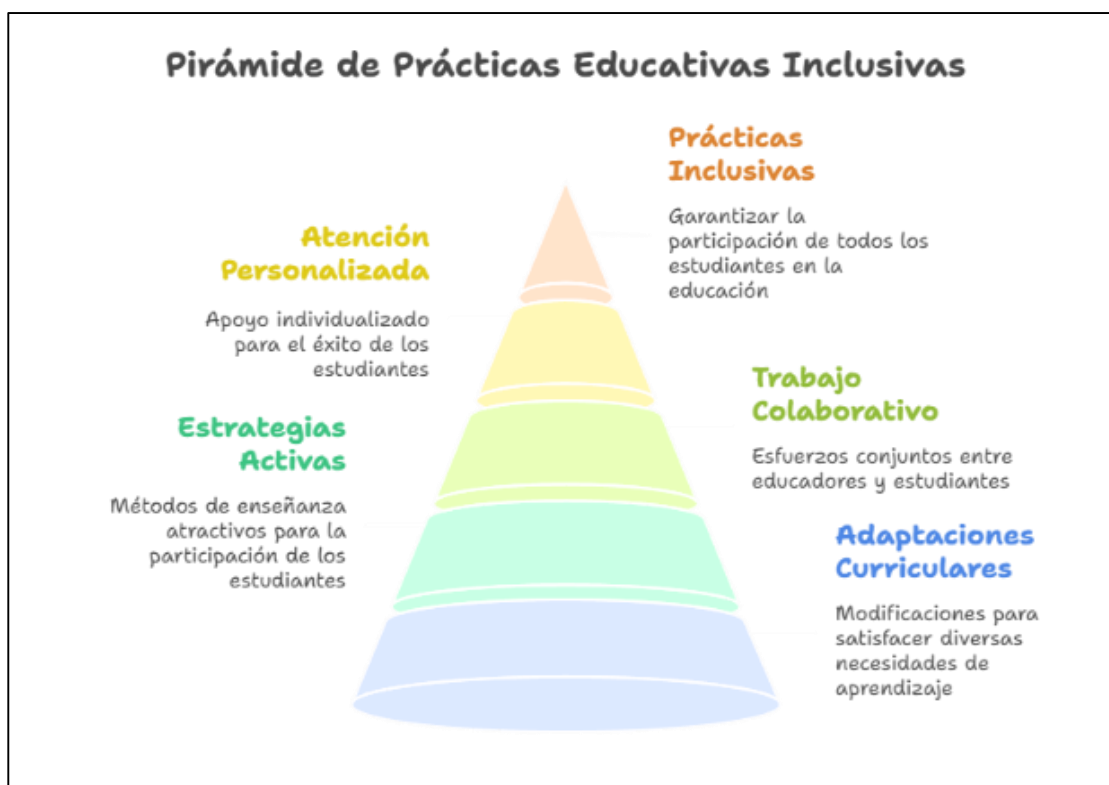 Pirámide de Prácticas Educativas Inclusivas
Prácticas
Inclusivas
Garantizar la
participación de todos los
estudiantes en la
educación
Atención
Personalizada
Apoyo individualizado
para el éxito de los
estudiantes
Trabajo
Colaborativo
Esfuerzos conjuntos entre
educadores y estudiantes
Estrategias
Activas
Métodos de enseñanza
atractivos para la
participación de los
estudiantes
Adaptaciones
Curriculares
Modificaciones para
satisfacer diversas
necesidades de
aprendizaje